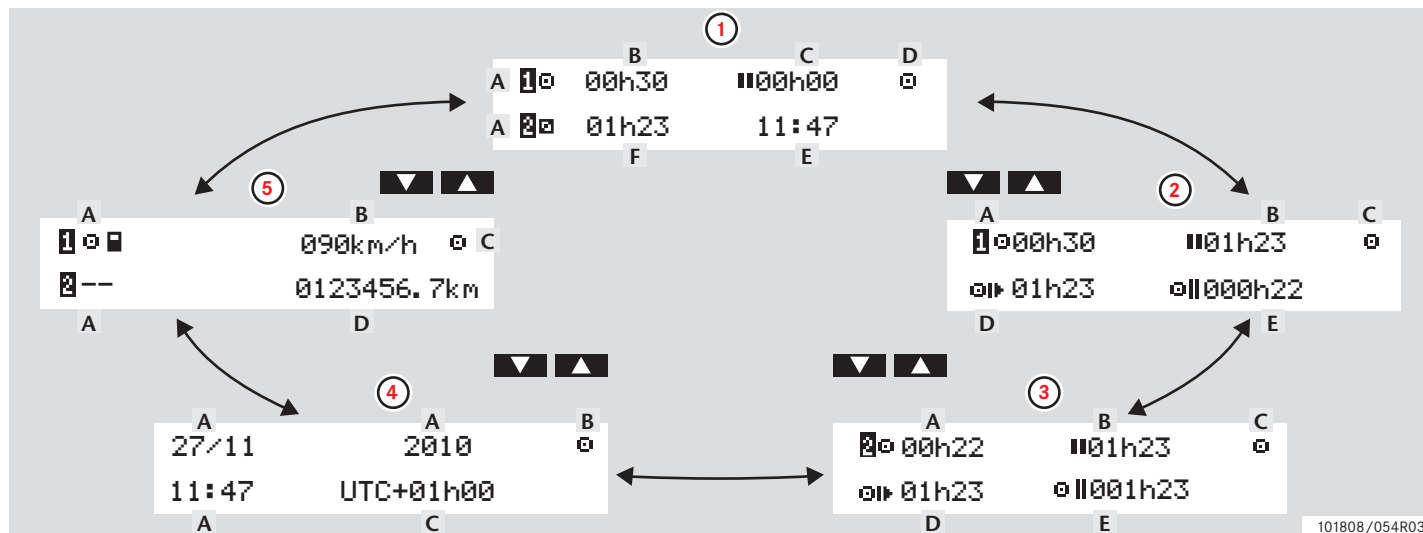 1
B C D
A 1 00h30 00h00
A 2 01h23 11:47
F E
5
A B
1 090km/h C
2-- 0123456.7km
A D
2
A B C
1 00h30 01h23
01h23 000h22
D E
4
A A B
27/11 2010
11:47 UTC+01h00
A C
3
A B C
2 00h22 01h23
01h23 001h23
D E
101808/054R03